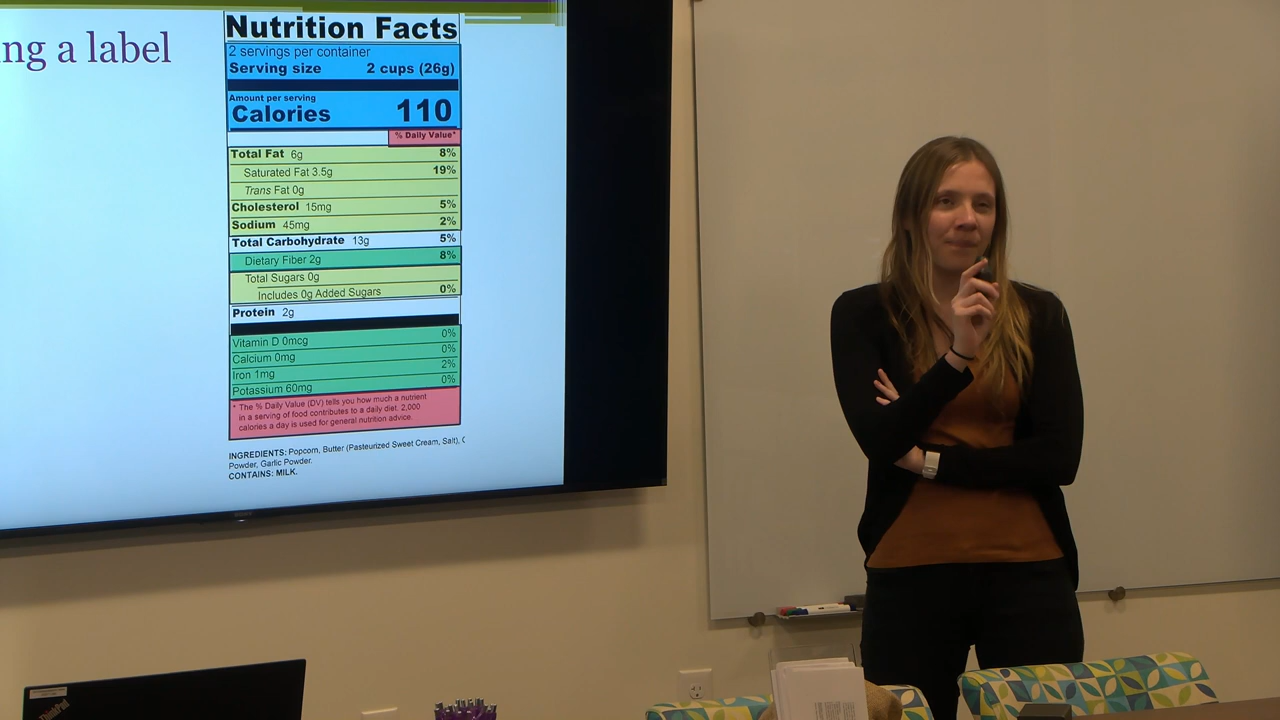 ng a label
Nutrition Facts
2 servings per container
Serving size 2 cups (26g)
Amount per serving
Calories 110
% Daily Value*
Total Fat 6g 8%
Saturated Fat 3.5g 19%
Trans Fat 0g
Cholesterol 15mg 5%
Sodium 45mg 2%
Total Carbohydrate 13g 5%
Dietary Fiber 2g 8%
Total Sugars 0g
Includes 0g Added Sugars 0%
Protein 2g
Vitamin D 0mcg 0%
Calcium 0mg 0%
Iron 1mg 2%
Potassium 60mg 0%
* The % Daily Value (DV) tells you how much a nutrient
in a serving of food contributes to a daily diet. 2,000
calories a day is used for general nutrition advice.
INGREDIENTS: Popcorn, Butter (Pasteurized Sweet Cream, Salt), C
Powder, Garlic Powder.
CONTAINS: MILK.
ThinkPad